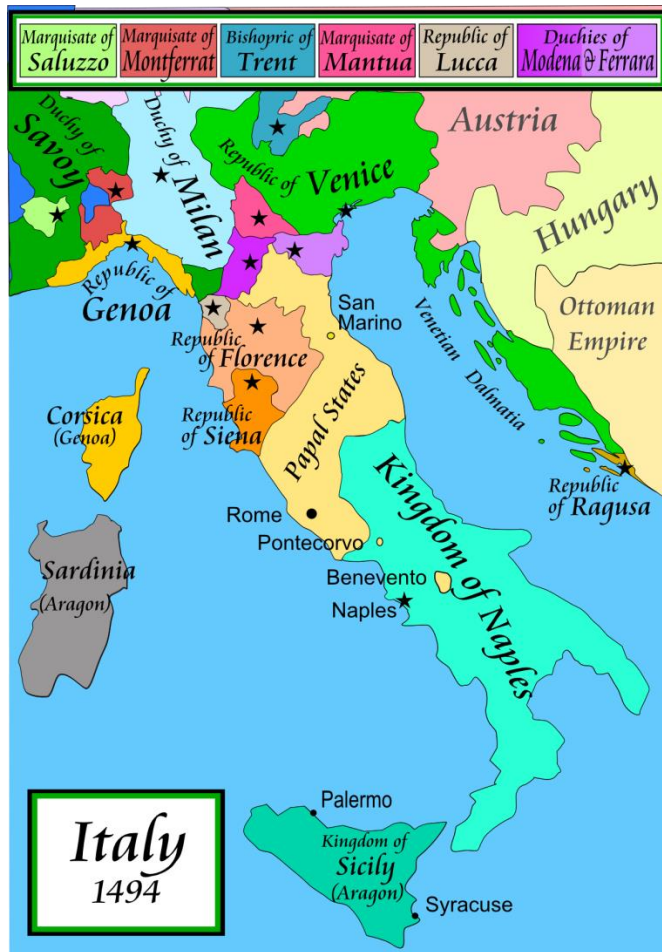 Marquisate of
Saluzzo
Marquisate of
Montferrat
Bishopric of
Trent
Marquisate of
Mantua
Republic of
Lucca
Duchies of
Modena & Ferrara
Duchy of
Savoy
Duchy of
Milan
Republic of
Venice
Austria
Hungary
Ottoman
Empire
Republic of
Genoa
San
Marino
Venetian
Dalmatia
Republic
of Florence
Corsica
(Genoa)
Republic
of Siena
Papal States
Republic
of Ragusa
Rome
Pontecorvo
Kingdom of Naples
Benevento
Naples
Sardinia
(Aragon)
Palermo
Kingdom of
Sicily
(Aragon)
Syracuse
Italy
1494